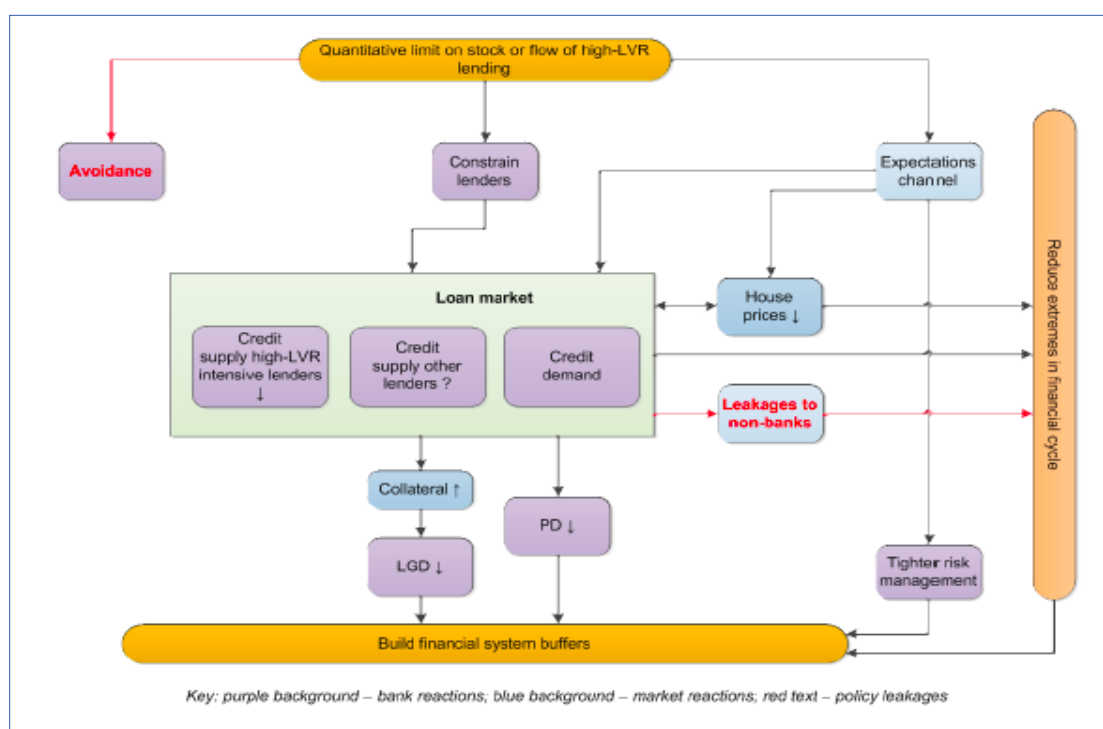 Quantitative limit on stock or flow of high-LVR
lending
Avoidance
Constrain
lenders
Expectations
channel
Loan market
House
prices ↓
Credit
supply high-LVR
intensive lenders
↓
Credit
supply other
lenders ?
Credit
demand
Leakages to
non-banks
Reduce extremes in financial cycle
Collateral ↑
PD ↓
LGD ↓
Tighter risk
management
Build financial system buffers
Key: purple background – bank reactions; blue background – market reactions; red text – policy leakages